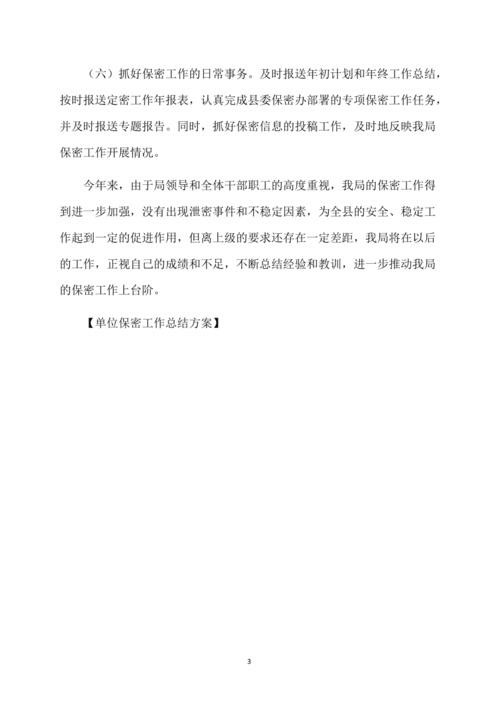 （六）抓好保密工作的日常事务。及时报送年初计划和年终工作总结，
按时报送定密工作年报表，认真完成县委保密办部署的专项保密工作任务，
并及时报送专题报告。同时，抓好保密信息的投稿工作，及时地反映我局
保密工作开展情况。
今年来，由于局领导和全体干部职工的高度重视，我局的保密工作得
到进一步加强，没有出现泄密事件和不稳定因素，为全县的安全、稳定工
作起到一定的促进作用，但离上级的要求还存在一定差距，我局将在以后
的工作，正视自己的成绩和不足，不断总结经验和教训，进一步推动我局
的保密工作上台阶。
【单位保密工作总结方案】
3